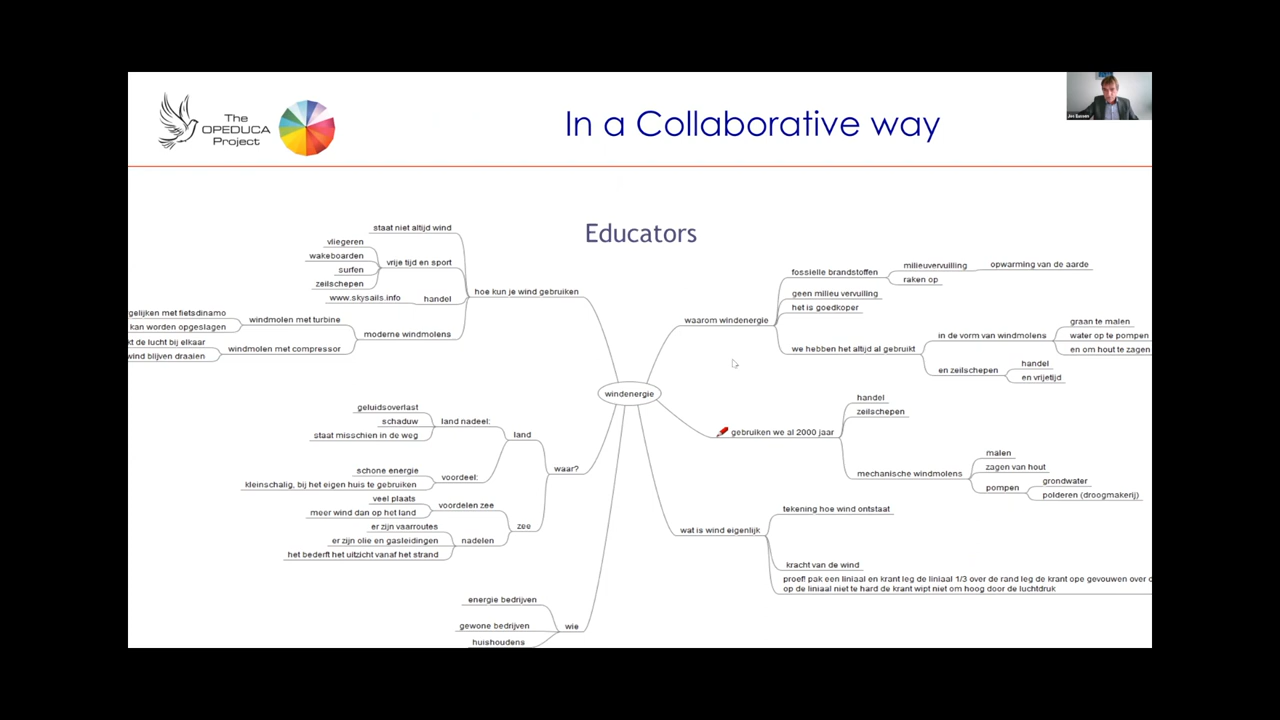 The
OPEDUCA
Project
In a Collaborative way
Jos Eussen
Educators
staat niet altijd wind
vliegeren
wakeboarden
surfen
zeilschepen
vrije tijd en sport
www.skysails.info
handel
hoe kun je wind gebruiken
gelijken met fietsdinamo
kan worden opgeslagen
windmolen met turbine
kt de lucht bij elkaar
wind blijven draaien
windmolen met compressor
moderne windmolens
windenergie
geluidsoverlast
schaduw
staat misschien in de weg
land nadeel:
land
schone energie
kleinschalig, bij het eigen huis te gebruiken
voordeel:
waar?
veel plaats
meer wind dan op het land
voordelen zee
zee
er zijn vaarroutes
er zijn olie en gasleidingen
het bederft het uitzicht vanaf het strand
nadelen
energie bedrijven
gewone bedrijven
huishoudens
wie
waarom windenergie
fossielle brandstoffen
milieuvervuilling
opwarming van de aarde
raken op
geen milieu vervuiling
het is goedkoper
we hebben het altijd al gebruikt
in de vorm van windmolens
graan te malen
water op te pompen
en om hout te zagen
en zeilschepen
handel
en vrijetijd
gebruiken we al 2000 jaar
handel
zeilschepen
mechanische windmolens
malen
zagen van hout
pompen
grondwater
polderen (droogmakerij)
wat is wind eigenlijk
tekening hoe wind ontstaat
kracht van de wind
proef! pak een liniaal en krant leg de liniaal 1/3 over de rand leg de krant ope gevouwen over
op de liniaal niet te hard de krant wipt niet om hoog door de luchtdruk